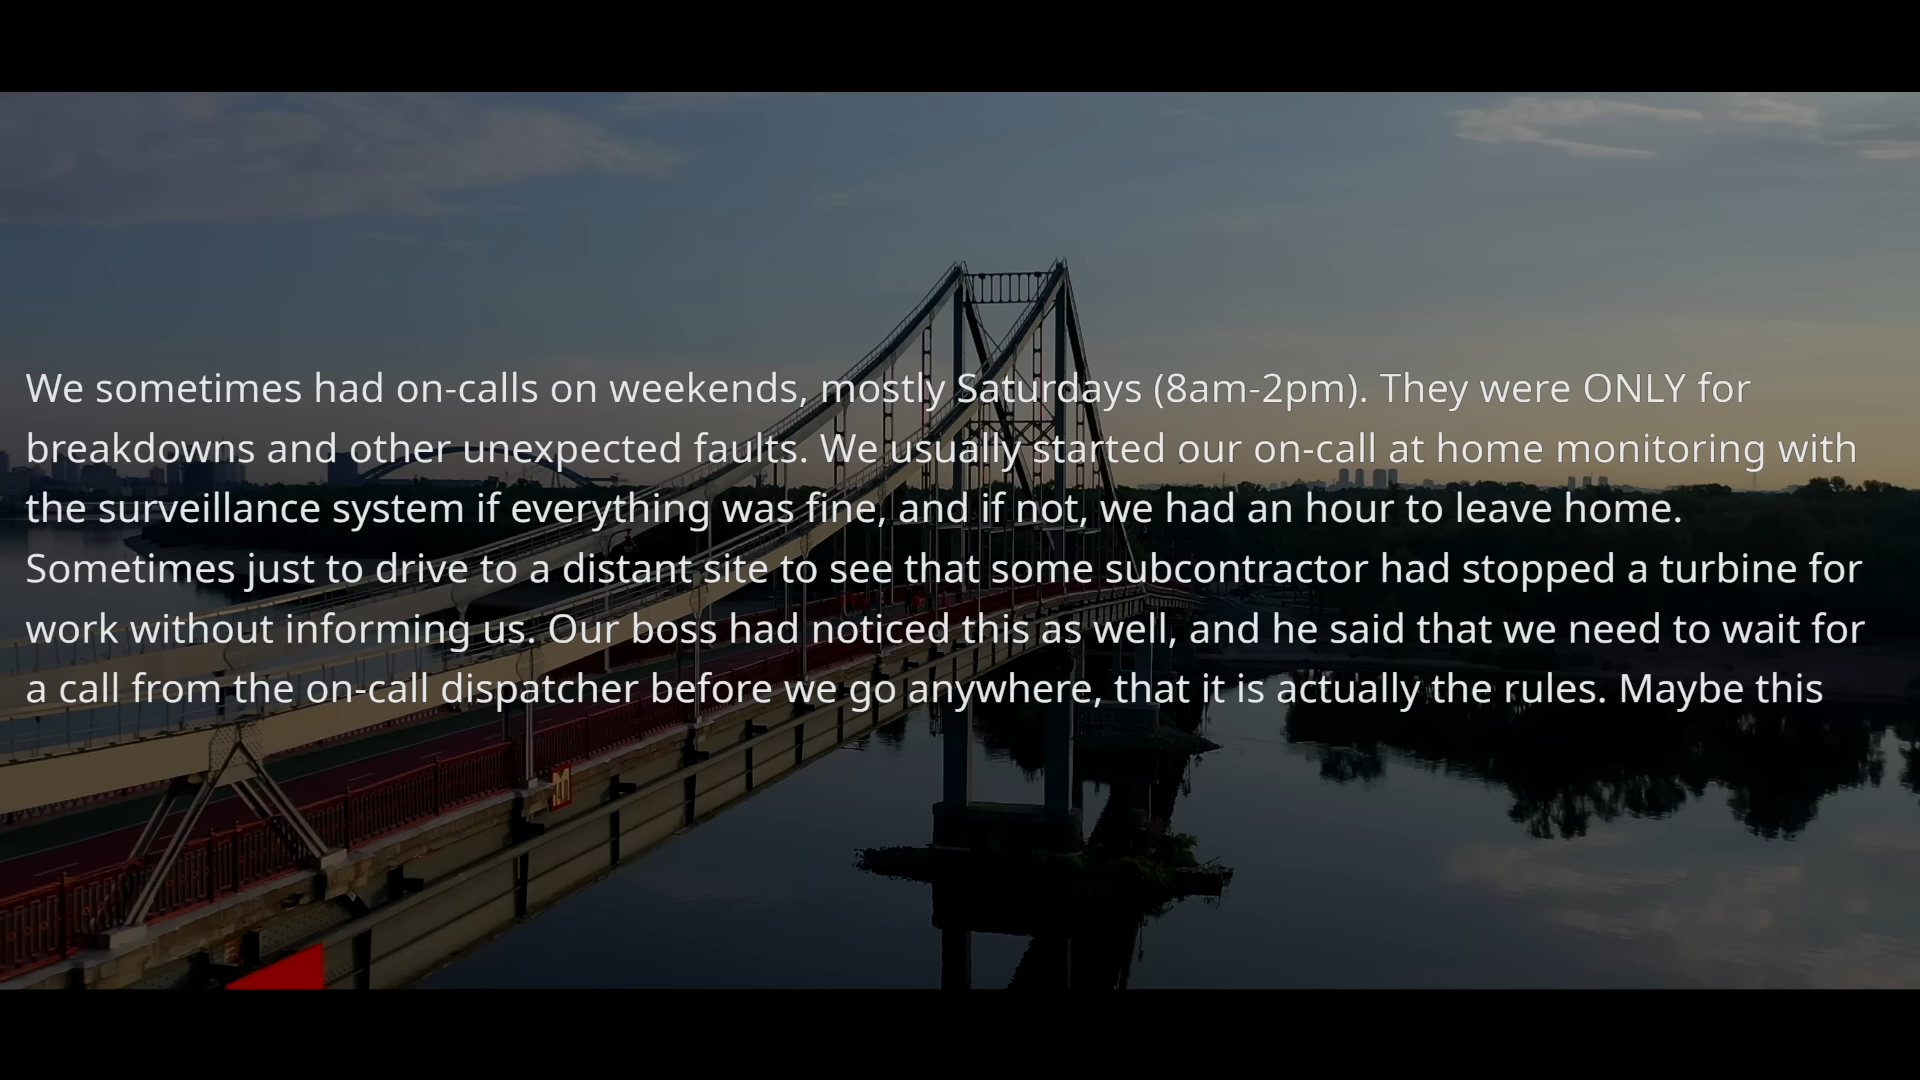 We sometimes had on-calls on weekends, mostly Saturdays (8am-2pm). They were ONLY for
breakdowns and other unexpected faults. We usually started our on-call at home monitoring with
the surveillance system if everything was fine, and if not, we had an hour to leave home.
Sometimes just to drive to a distant site to see that some subcontractor had stopped a turbine for
work without informing us. Our boss had noticed this as well, and he said that we need to wait for
a call from the on-call dispatcher before we go anywhere, that it is actually the rules. Maybe this